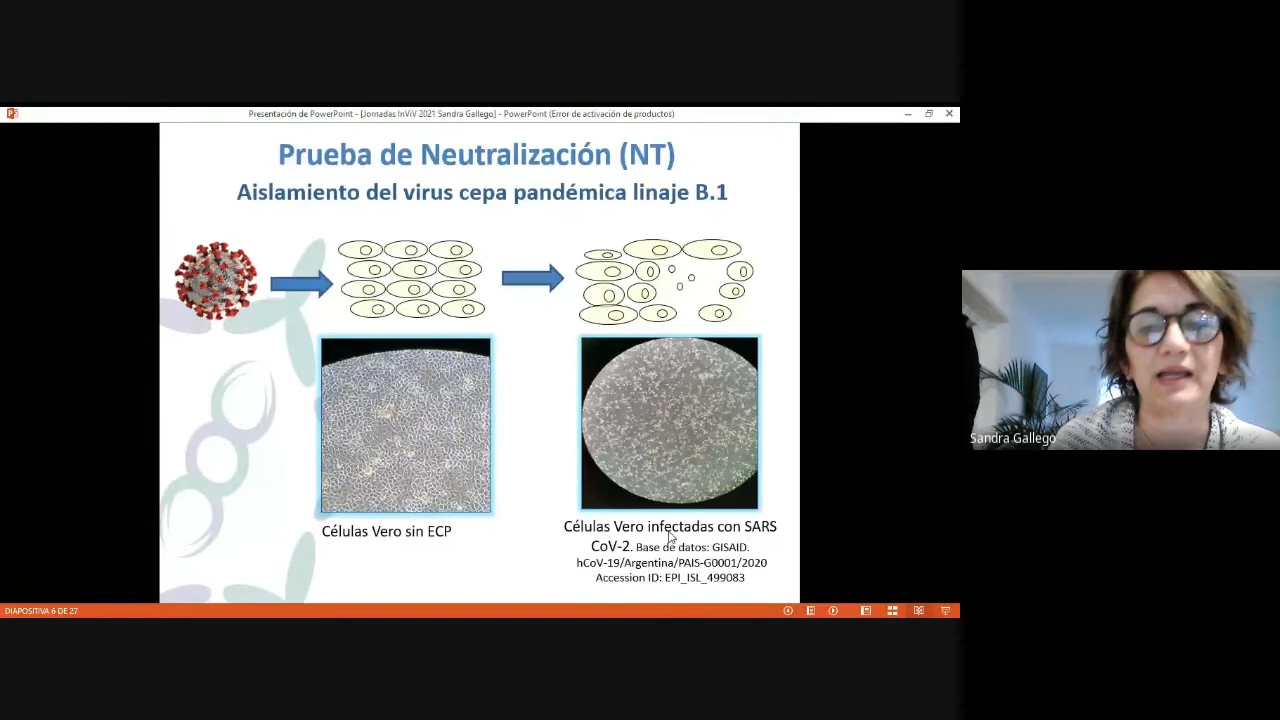 Presentación de PowerPoint - [Jornadas InViV 2021 Sandra Gallego] - PowerPoint (Error de activación de productos)
Prueba de Neutralización (NT)
Aislamiento del virus cepa pandémica linaje B.1
Células Vero sin ECP
Células Vero infectadas con SARS
CoV-2. Base de datos: GISAID.
hCoV-19/Argentina/PAIS-G0001/2020
Accession ID: EPI_ISL_499083
Sandra Gallego
DIAPOSITIVA 6 DE 27